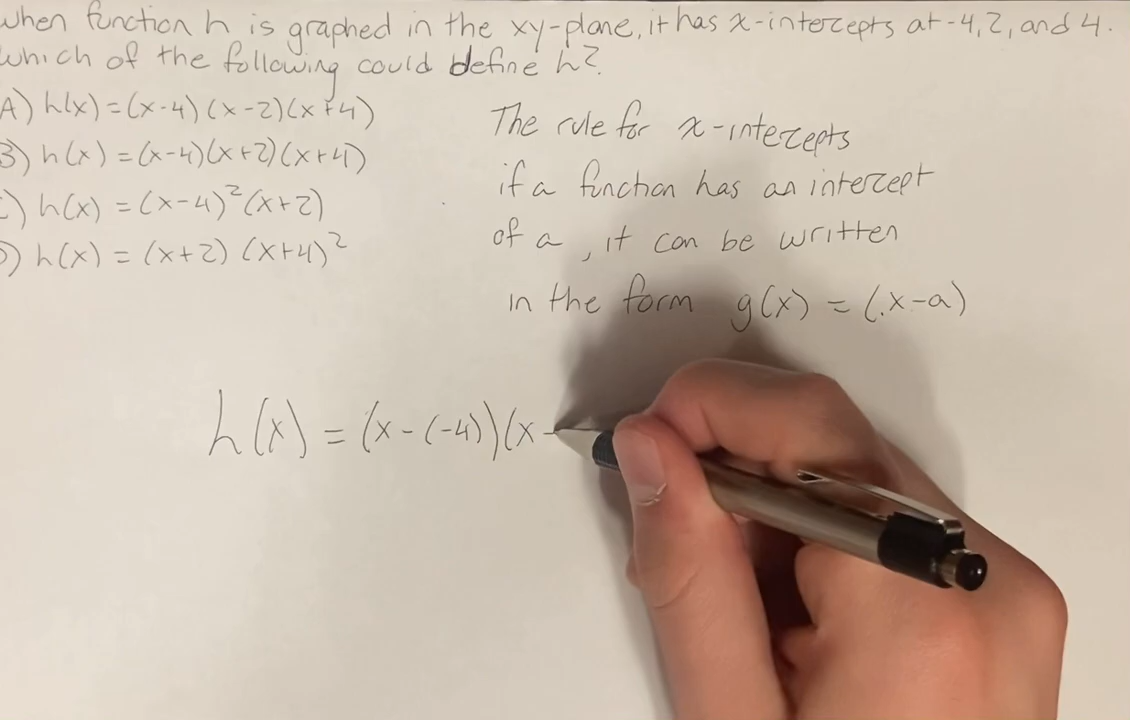 when function h is graphed in the xy-plane, it has x-intercepts at -4, 2, and 4.
which of the following could define h?
A) h(x) = (x-4) (x-2)(x+4)
B) h(x) = (x-4)(x+2)(x+4)
C) h(x) = (x-4)²(x+2)
D) h(x) = (x+2) (x+4)²
The rule for x-intercepts
if a function has an intercept
of a , it can be written
in the form g(x) = (x-a)
h(x) = (x-(-4))(x-